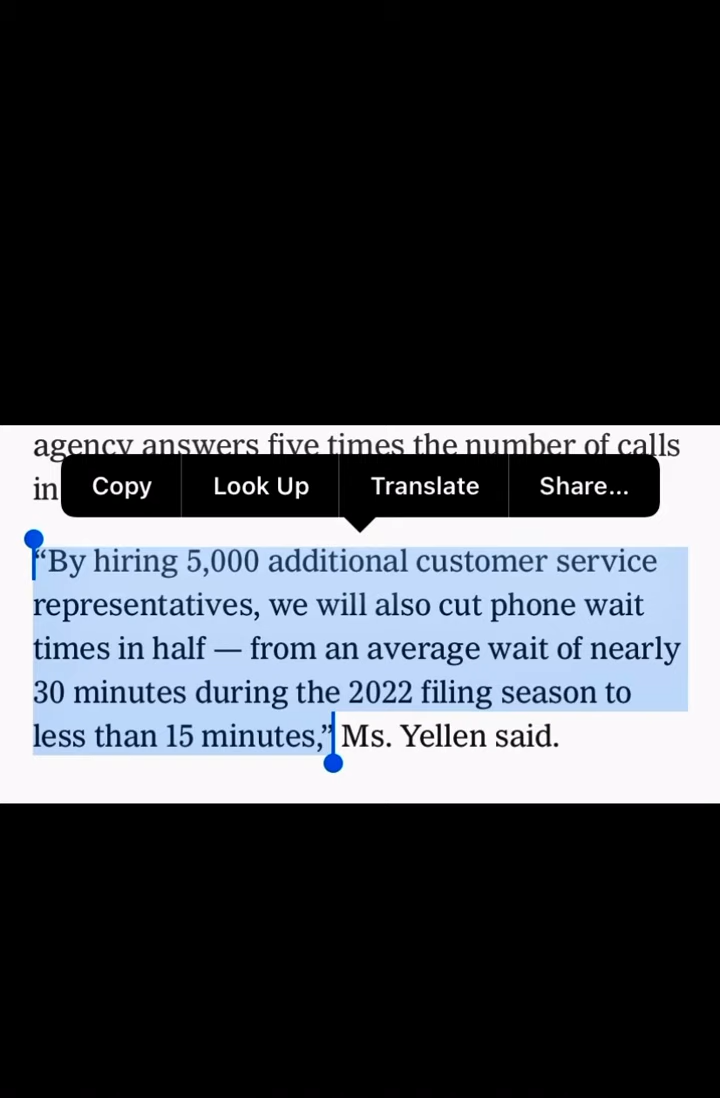 agency answers five times the number of calls
in
Copy Look Up Translate Share...
“By hiring 5,000 additional customer service
representatives, we will also cut phone wait
times in half — from an average wait of nearly
30 minutes during the 2022 filing season to
less than 15 minutes,” Ms. Yellen said.